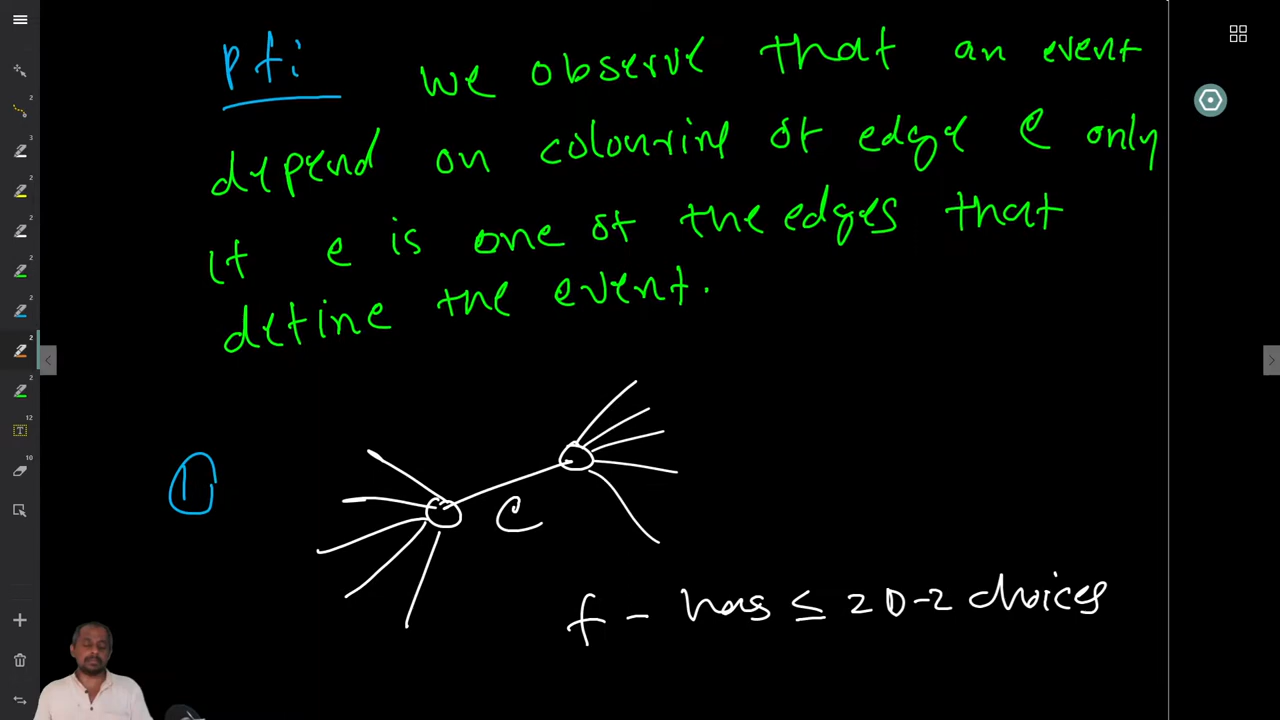 Pf:
We observe that an event
depend on colouring of edge e only
if e is one of the edges that
define the event.
①
e
f - has ≤ 2D-2 choices